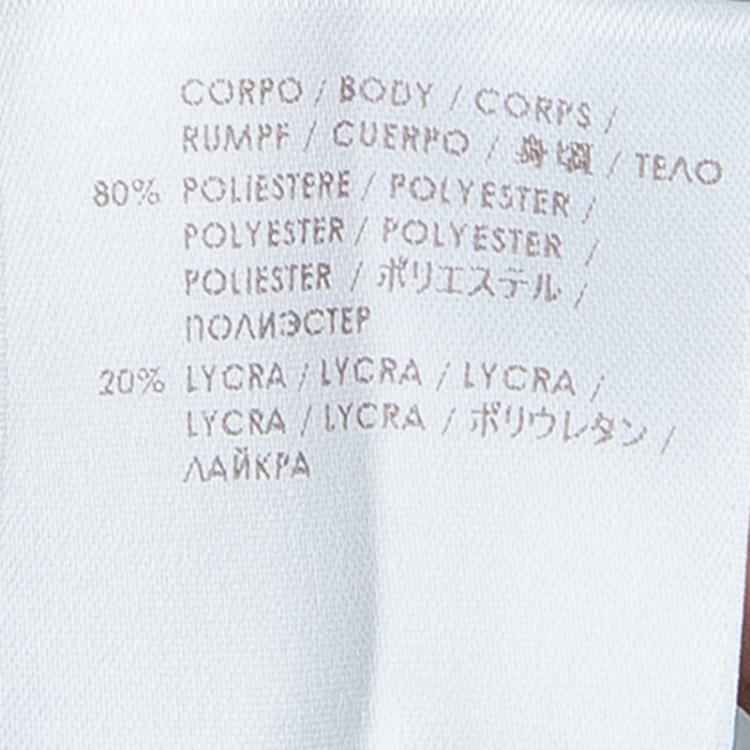 CORPO / BODY / CORPS /
RUMPF / CUERPO / 身頃 / ТЕЛО
80% POLIESTERE / POLYESTER /
POLYESTER / POLYESTER /
POLIESTER / ポリエステル /
ПОЛИЭСТЕР
20% LYCRA / LYCRA / LYCRA /
LYCRA / LYCRA / ポリウレタン /
ЛАЙКРА